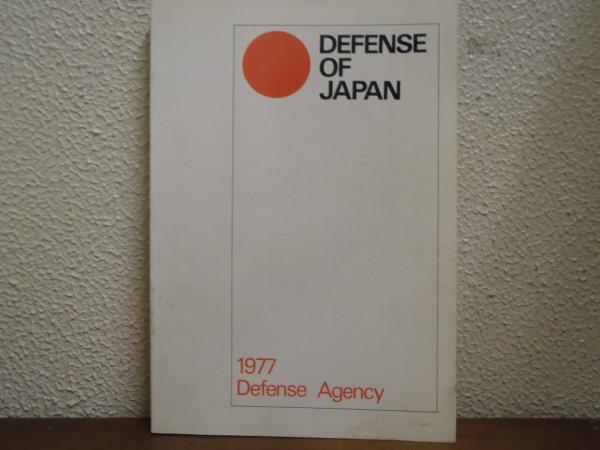 DEFENSE
OF
JAPAN
1977
Defense Agency